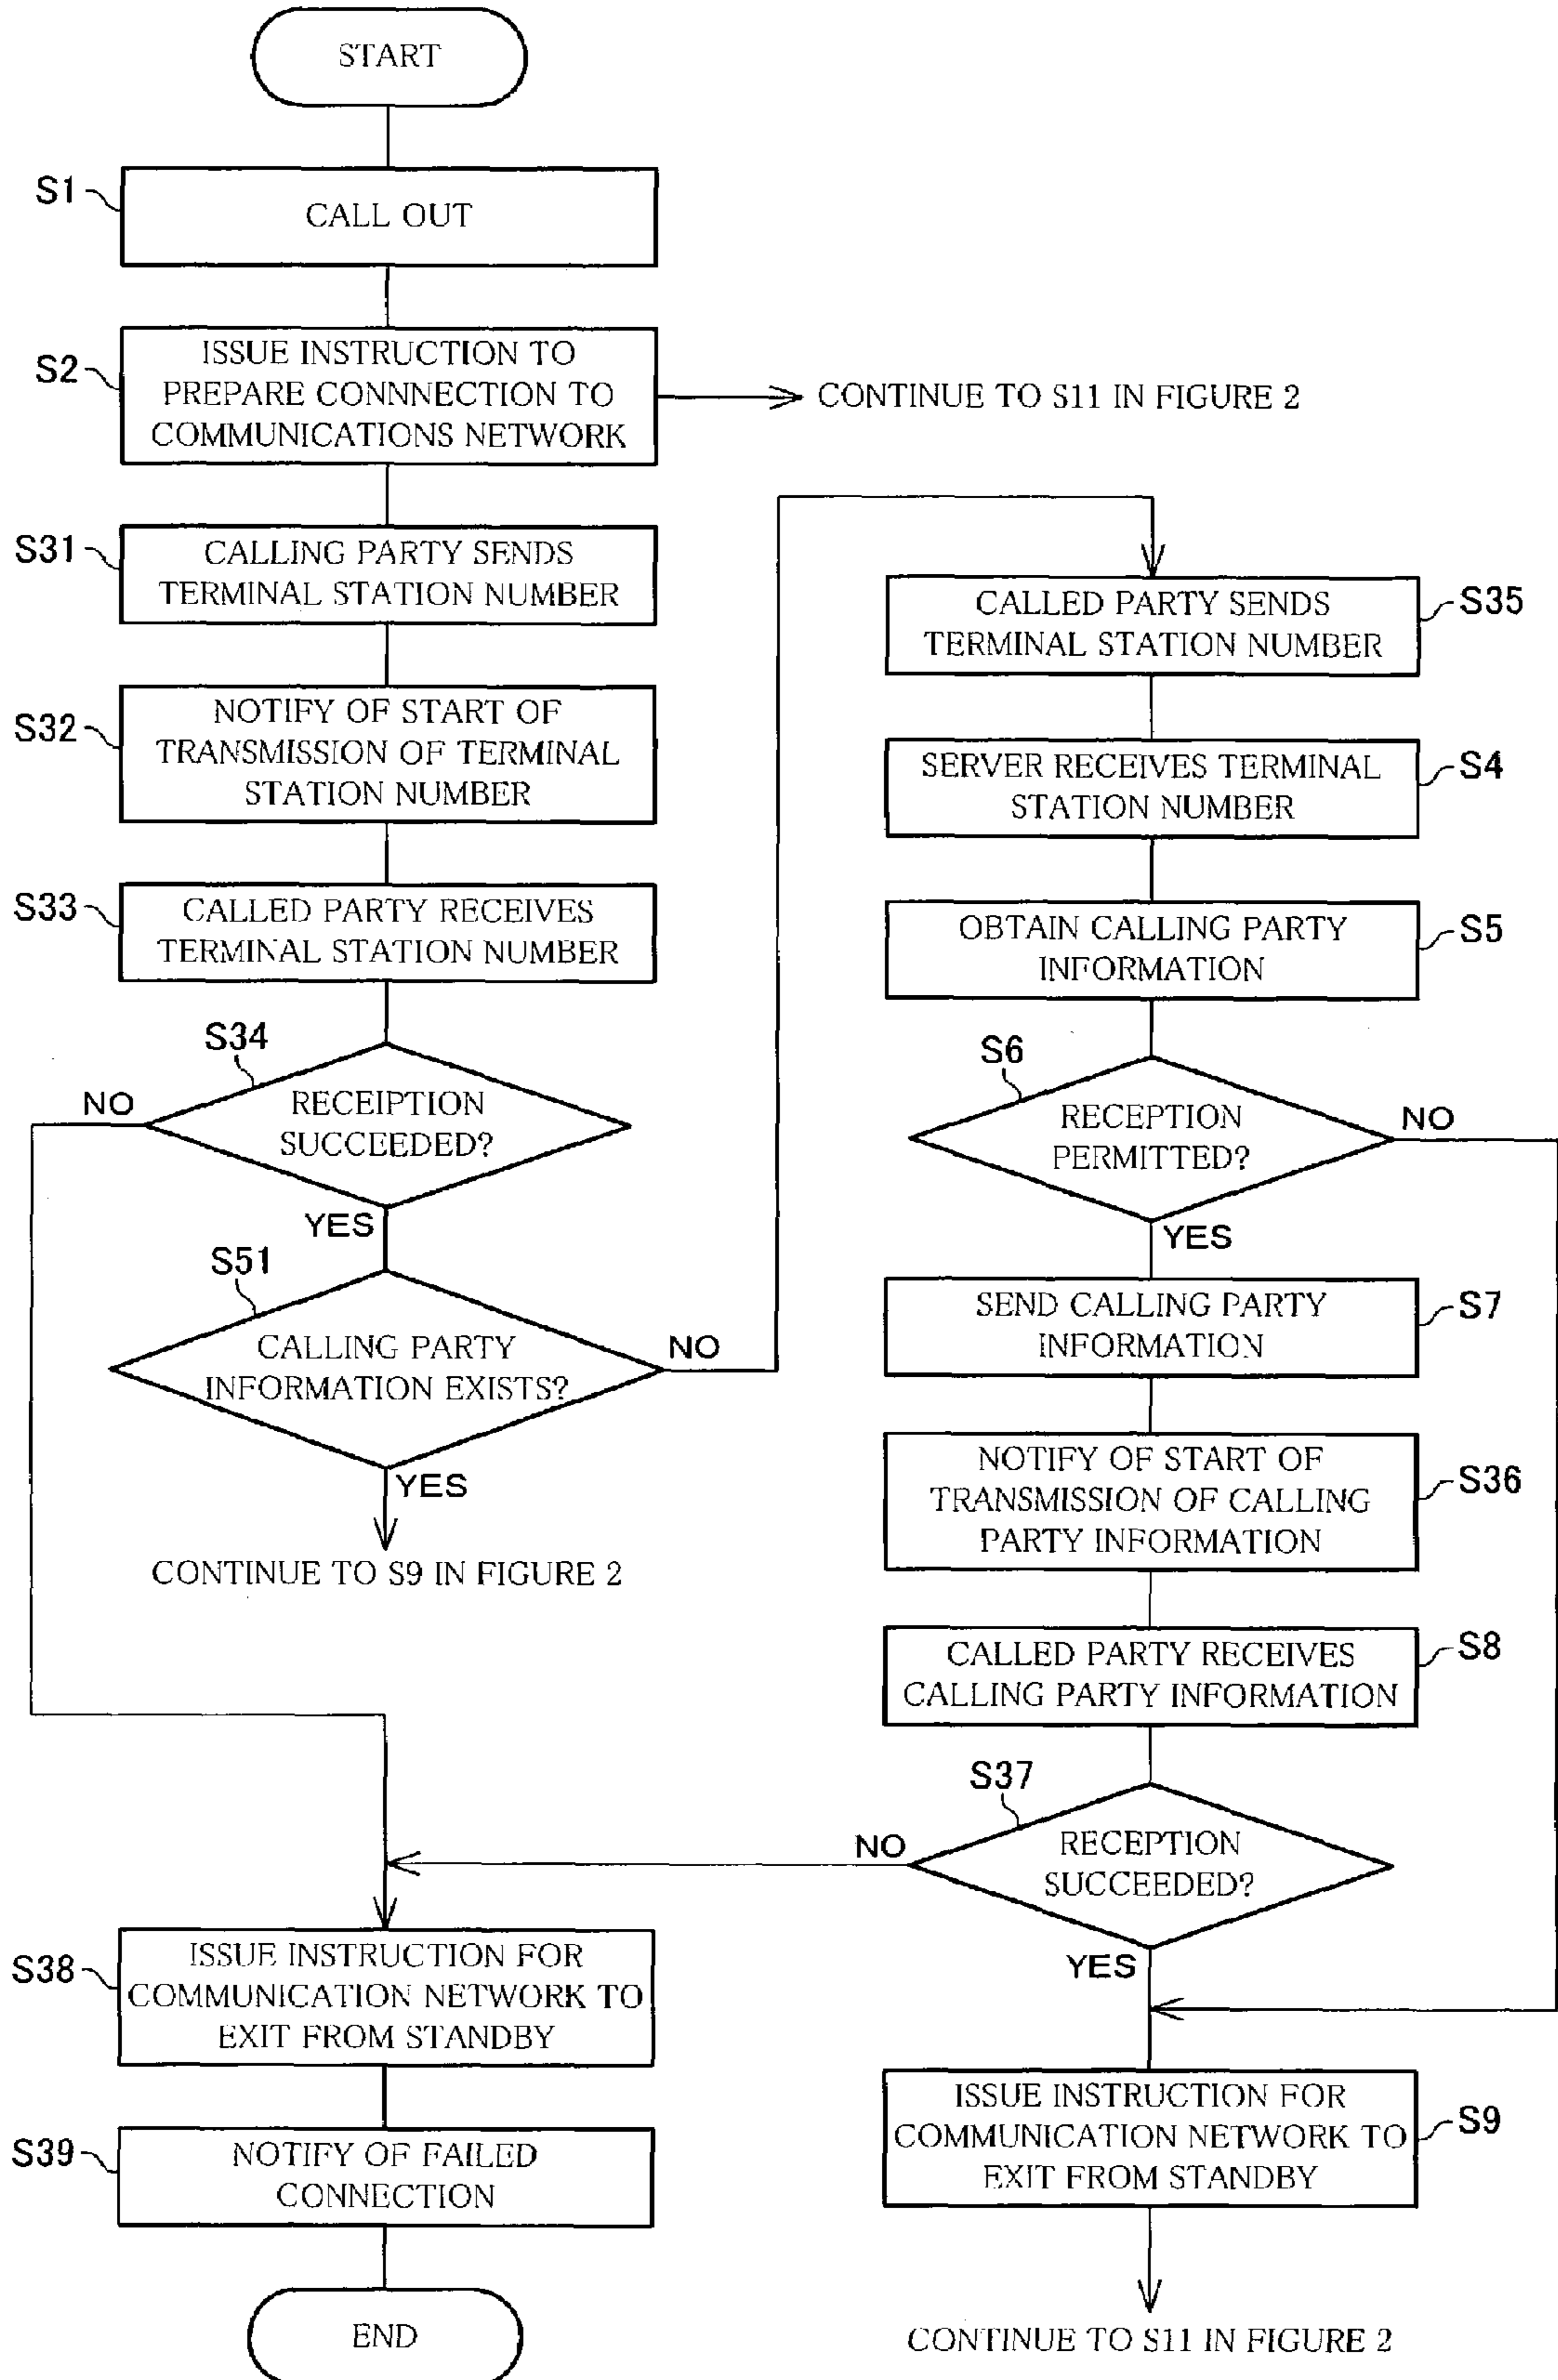 START
S1
CALL OUT
S2
ISSUE INSTRUCTION TO
PREPARE CONNNECTION TO
COMMUNICATIONS NETWORK
CONTINUE TO S11 IN FIGURE 2
S31
CALLING PARTY SENDS
TERMINAL STATION NUMBER
S32
NOTIFY OF START OF
TRANSMISSION OF TERMINAL
STATION NUMBER
S33
CALLED PARTY RECEIVES
TERMINAL STATION NUMBER
S34
NO
RECEIPTION
SUCCEEDED?
YES
S51
CALLING PARTY
INFORMATION EXISTS?
NO
YES
CONTINUE TO S9 IN FIGURE 2
CALLED PARTY SENDS
TERMINAL STATION NUMBER
S35
SERVER RECEIVES TERMINAL
STATION NUMBER
S4
OBTAIN CALLING PARTY
INFORMATION
S5
S6
RECEPTION
PERMITTED?
NO
YES
SEND CALLING PARTY
INFORMATION
S7
NOTIFY OF START OF
TRANSMISSION OF CALLING
PARTY INFORMATION
S36
CALLED PARTY RECEIVES
CALLING PARTY INFORMATION
S8
S37
NO
RECEPTION
SUCCEEDED?
YES
S38
ISSUE INSTRUCTION FOR
COMMUNICATION NETWORK TO
EXIT FROM STANDBY
S39
NOTIFY OF FAILED
CONNECTION
END
ISSUE INSTRUCTION FOR
COMMUNICATION NETWORK TO
EXIT FROM STANDBY
S9
CONTINUE TO S11 IN FIGURE 2